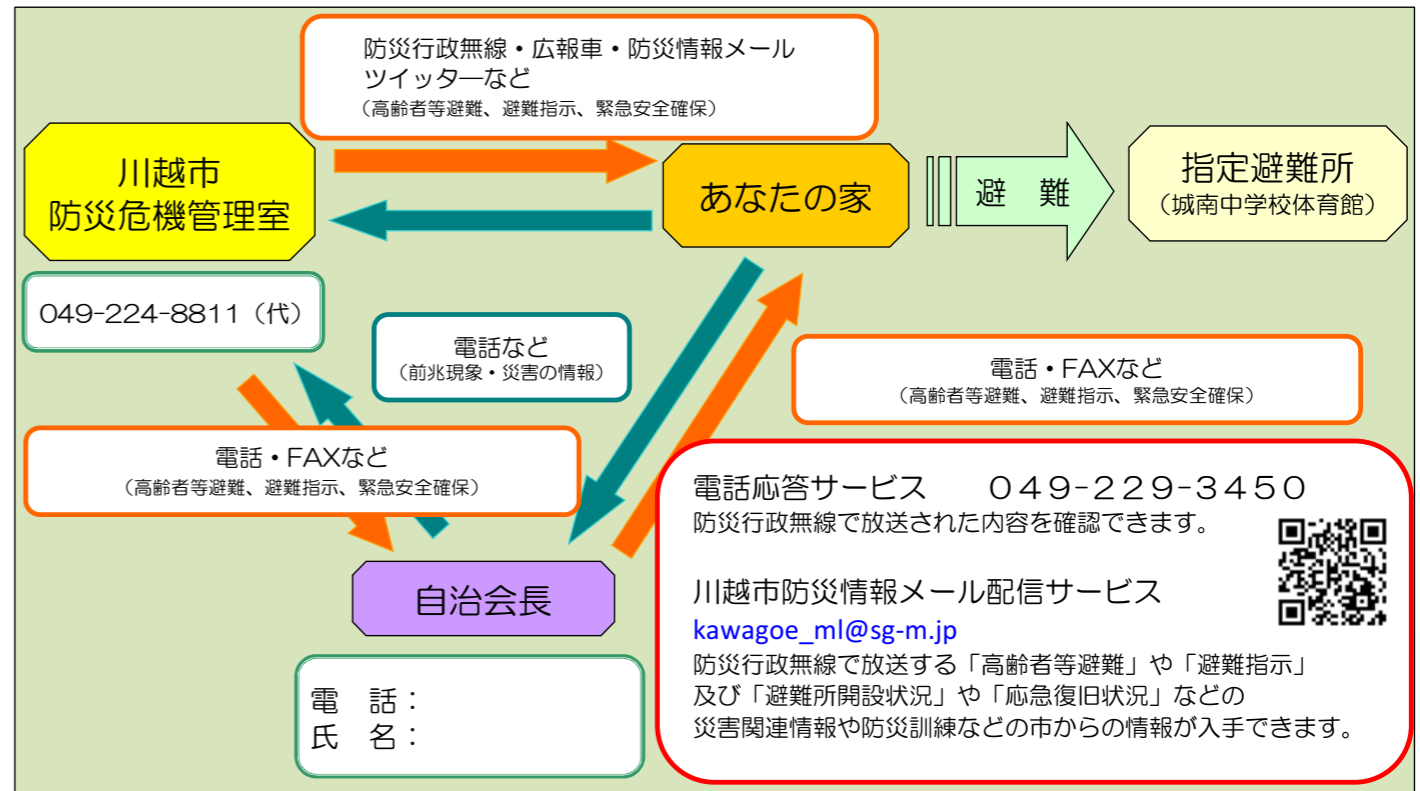 防災行政無線・広報車・防災情報メール
ツイッタ―など
（高齢者等避難、避難指示、緊急安全確保）
川越市
防災危機管理室
あなたの家
避　難
指定避難所
（城南中学校体育館）
049-224-8811（代）
電話など
（前兆現象・災害の情報）
電話・FAXなど
（高齢者等避難、避難指示、緊急安全確保）
電話・FAXなど
（高齢者等避難、避難指示、緊急安全確保）
自治会長
電　話：
氏　名：
電話応答サービス　　０４９-２２９-３４５０
防災行政無線で放送された内容を確認できます。
川越市防災情報メール配信サービス
kawagoe_ml@sg-m.jp
防災行政無線で放送する「高齢者等避難」や「避難指示」
及び「避難所開設状況」や「応急復旧状況」などの
災害関連情報や防災訓練などの市からの情報が入手できます。